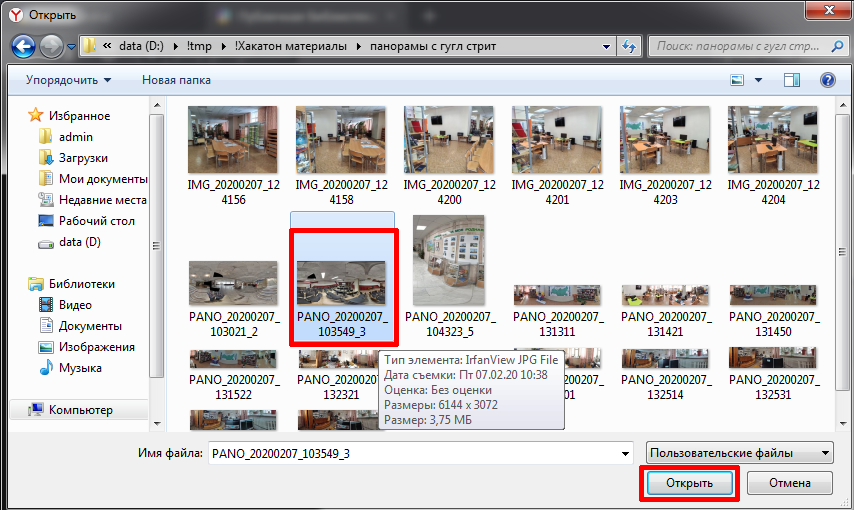 Открыть
« data (D:) ▸ !tmp ▸ !Хакатон материалы ▸ панорамы с гугл стрит
Поиск: панорамы с гугл стр...
Упорядочить
Новая папка
Избранное
admin
Загрузки
Мои документы
Недавние места
Рабочий стол
data (D)
Библиотеки
Видео
Документы
Изображения
Музыка
Компьютер
IMG_20200207_124156
IMG_20200207_124158
IMG_20200207_124200
IMG_20200207_124201
IMG_20200207_124203
IMG_20200207_124204
PANO_20200207_103021_2
PANO_20200207_103549_3
PANO_20200207_104323_5
PANO_20200207_131311
PANO_20200207_131421
PANO_20200207_131450
PANO_20200207_131522
PANO_20200207_132321
PANO_20200207_132514
PANO_20200207_132531
Тип элемента: IrfanView JPG File
Дата съемки: Пт 07.02.20 10:38
Оценка: Без оценки
Размеры: 6144 x 3072
Размер: 3,75 МБ
Имя файла:
PANO_20200207_103549_3
Пользовательские файлы
Открыть
Отмена